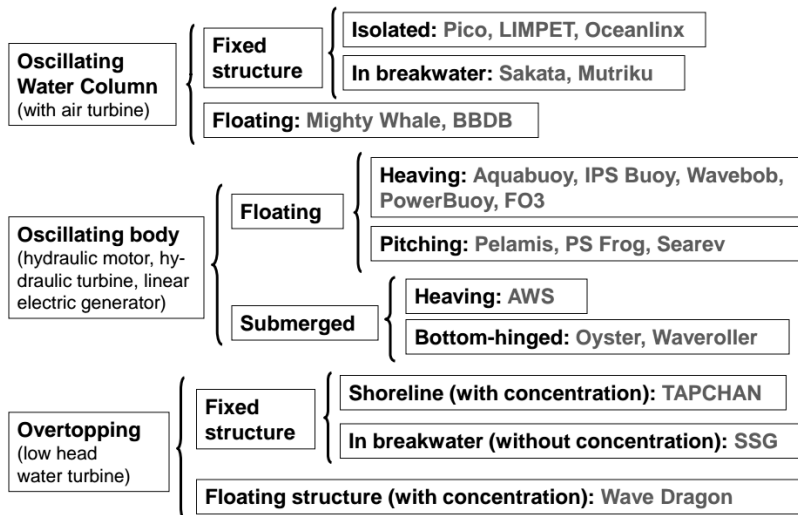 Oscillating
Water Column
(with air turbine)
Fixed
structure
Isolated: Pico, LIMPET, Oceanlinx
In breakwater: Sakata, Mutriku
Floating: Mighty Whale, BBDB
Oscillating body
(hydraulic motor, hy-
draulic turbine, linear
electric generator)
Floating
Heaving: Aquabuoy, IPS Buoy, Wavebob,
PowerBuoy, FO3
Pitching: Pelamis, PS Frog, Searev
Submerged
Heaving: AWS
Bottom-hinged: Oyster, Waveroller
Overtopping
(low head
water turbine)
Fixed
structure
Shoreline (with concentration): TAPCHAN
In breakwater (without concentration): SSG
Floating structure (with concentration): Wave Dragon